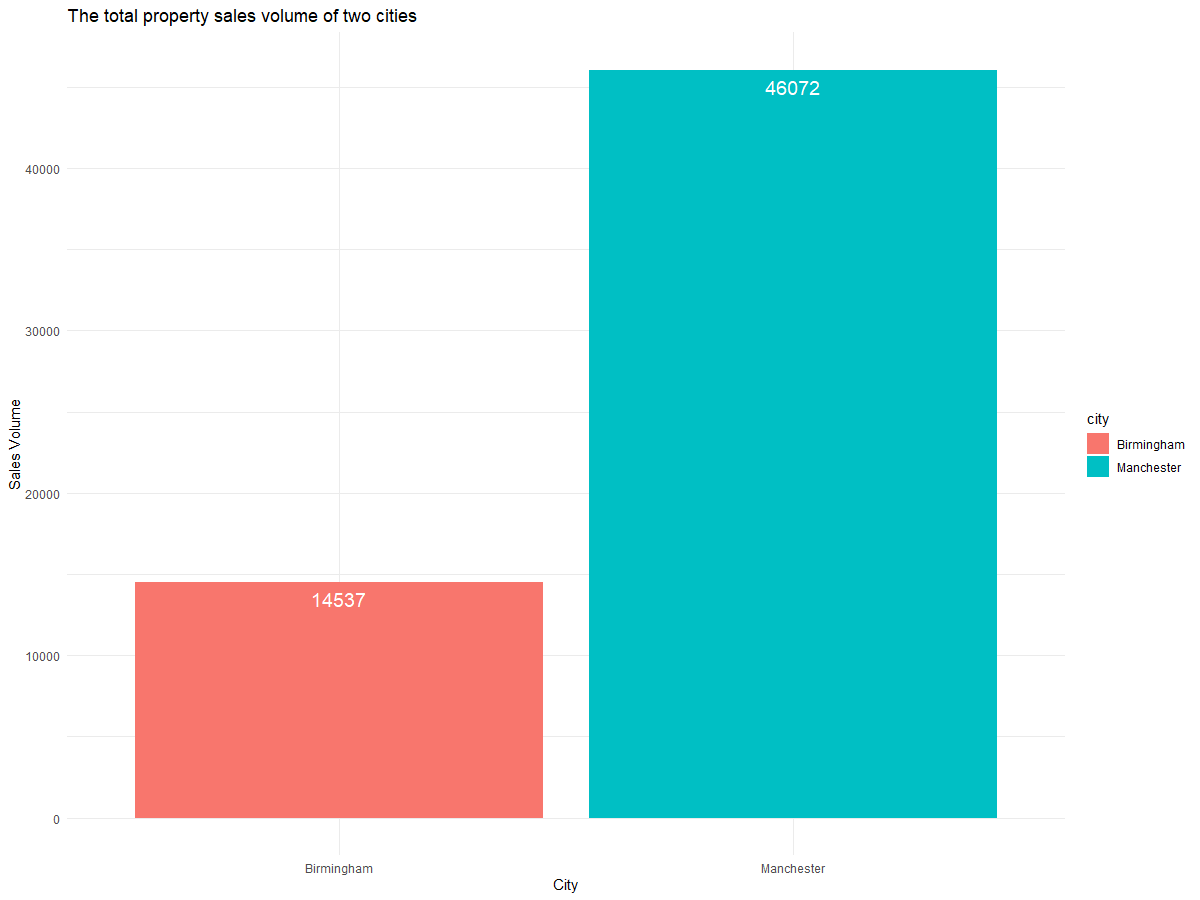 The total property sales volume of two cities
46072
14537
40000
30000
20000
10000
0
Sales Volume
Birmingham
Manchester
City
city
Birmingham
Manchester